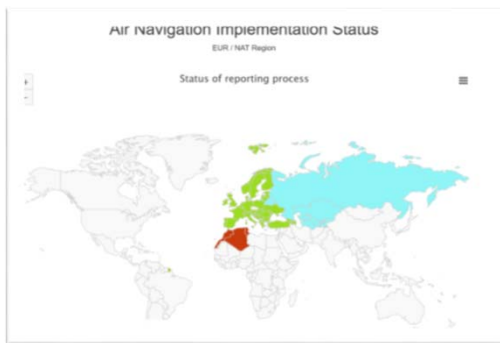 Air Navigation Implementation Status
EUR / NAT Region
Status of reporting process
+
-